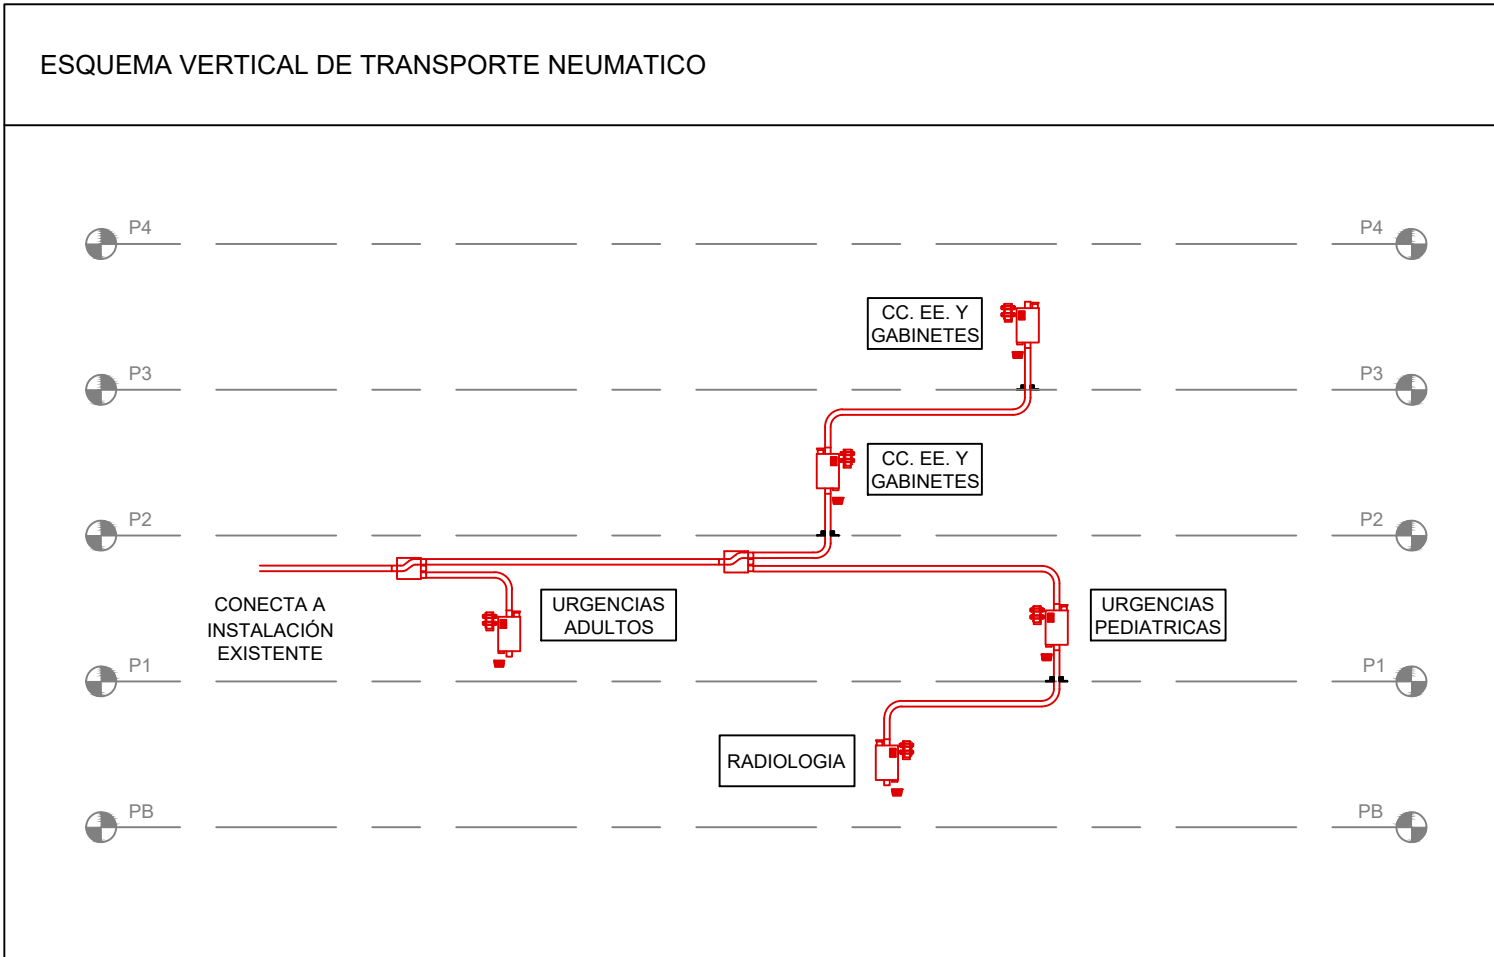 ESQUEMA VERTICAL DE TRANSPORTE NEUMATICO
P4
P4
CC. EE. Y
GABINETES
P3
P3
CC. EE. Y
GABINETES
P2
P2
CONECTA A
INSTALACIÓN
EXISTENTE
URGENCIAS
ADULTOS
URGENCIAS
PEDIATRICAS
P1
P1
RADIOLOGIA
PB
PB